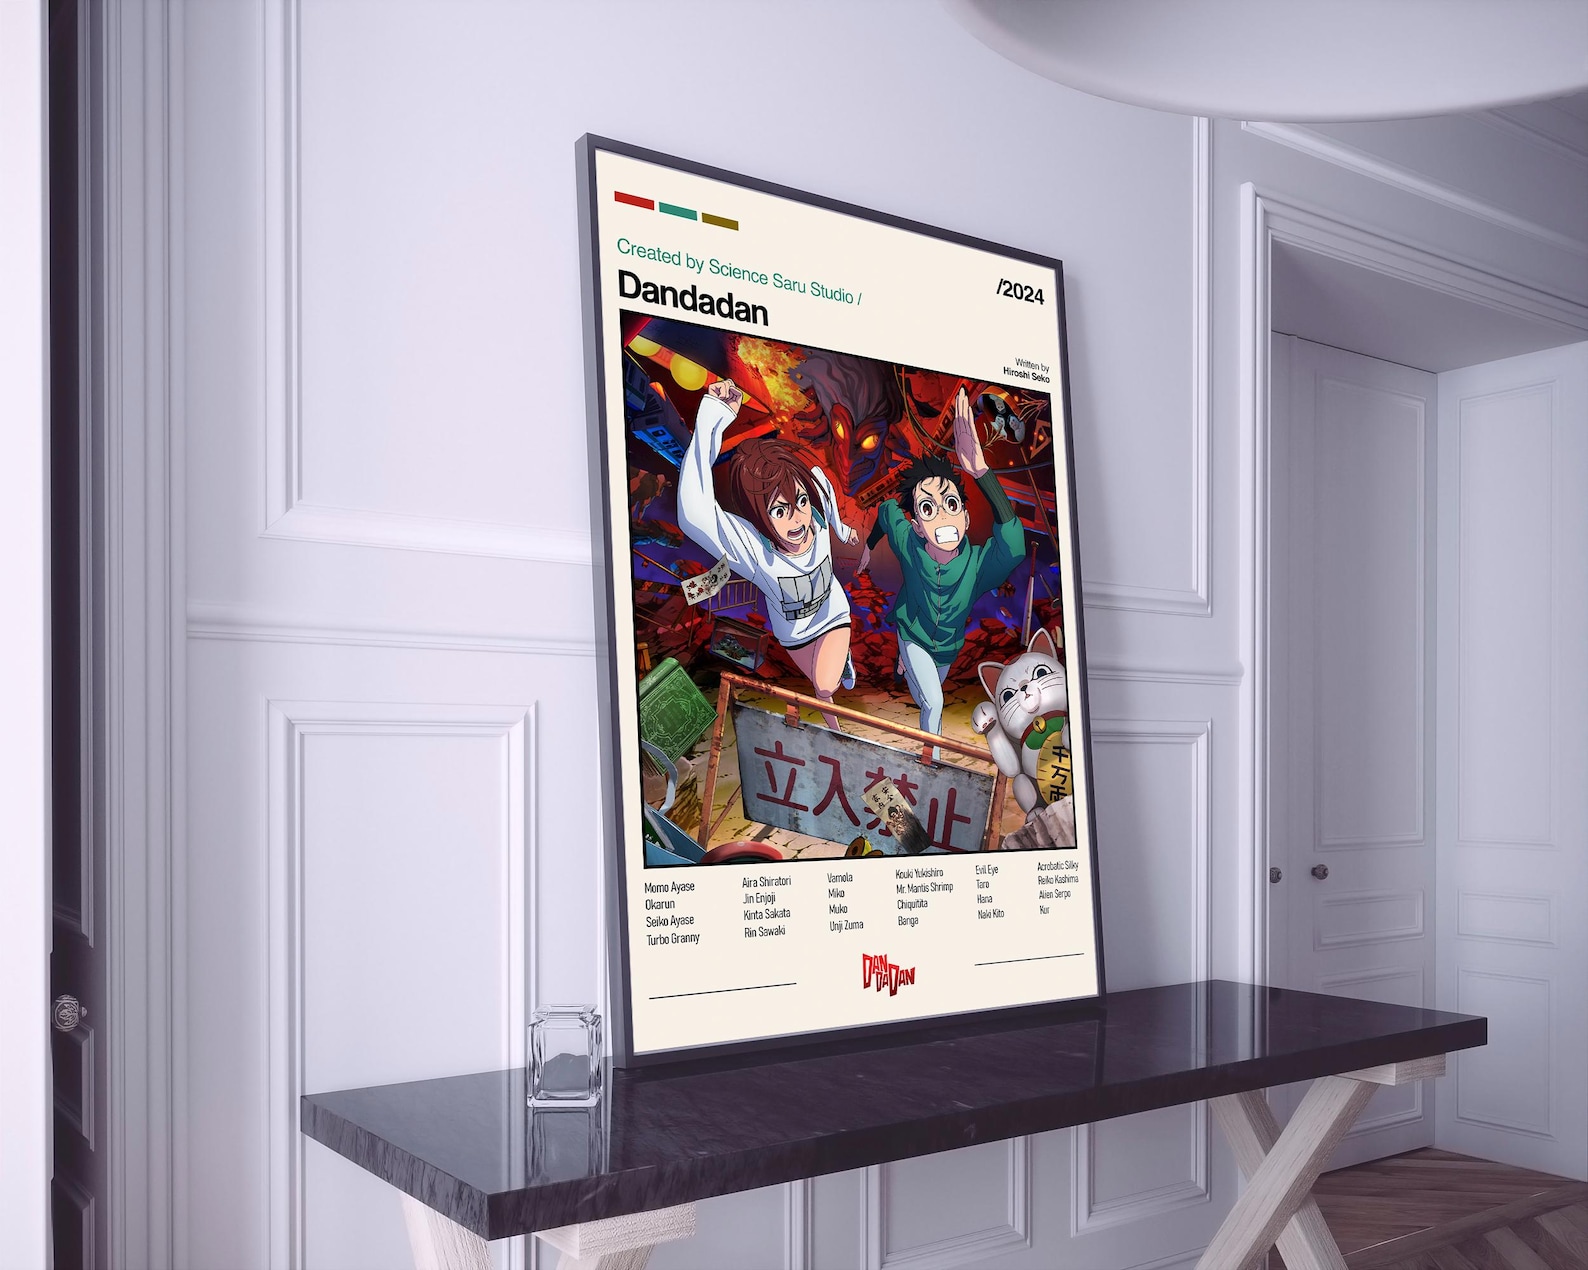 Created by Science Saru Studio /
Dandadan
/2024
Written by
Hiroshi Seko
立入禁止
千万両
Momo Ayase
Okarun
Seiko Ayase
Turbo Granny
Aira Shiratori
Jin Enjoji
Kinta Sakata
Rin Sawaki
Vamola
Miko
Muko
Unji Zuma
Kouki Yukishiro
Mr. Mantis Shrimp
Chiquitita
Banga
Evil Eye
Taro
Hana
Naki Kito
Acrobatic Silky
Reiko Kashima
Alien Serpo
Kur
DAN
DA
DAN